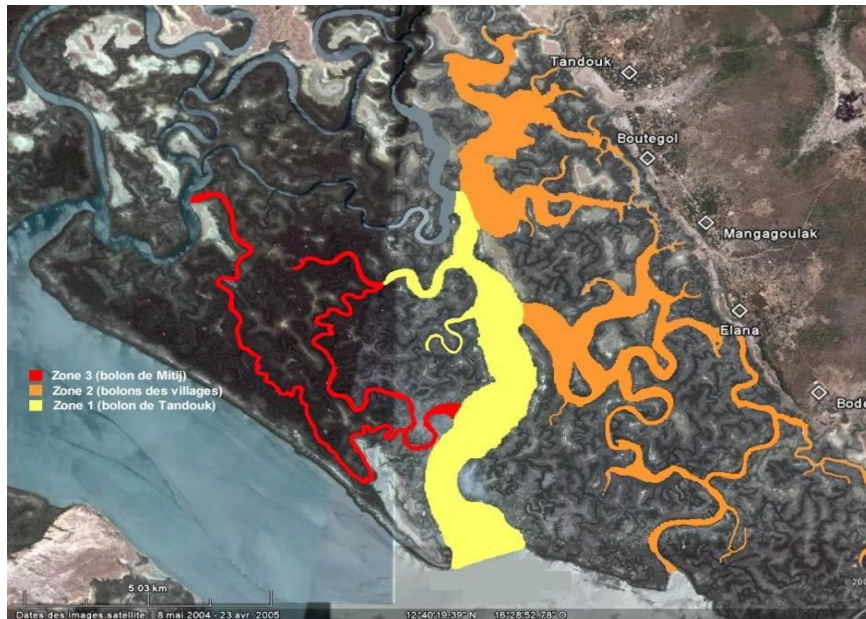 Tandouk
Boutegol
Mangagoulak
Elana
Zone 3 (bolon de Mitij)
Zone 2 (bolons des villages)
Zone 1 (bolon de Tandouk)
Bode
5.03 km
©200
Dates des images satellite : 8 mai 2004 - 23 avr. 2005 12°40'19.39" N 16°28'52.78" O